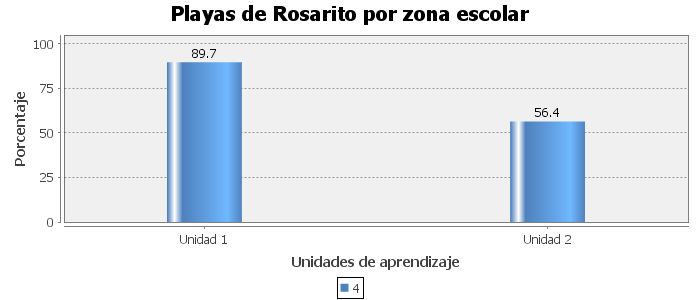 Playas de Rosarito por zona escolar
Porcentaje
100
75
50
25
0
89.7
56.4
Unidad 1
Unidad 2
Unidades de aprendizaje
4